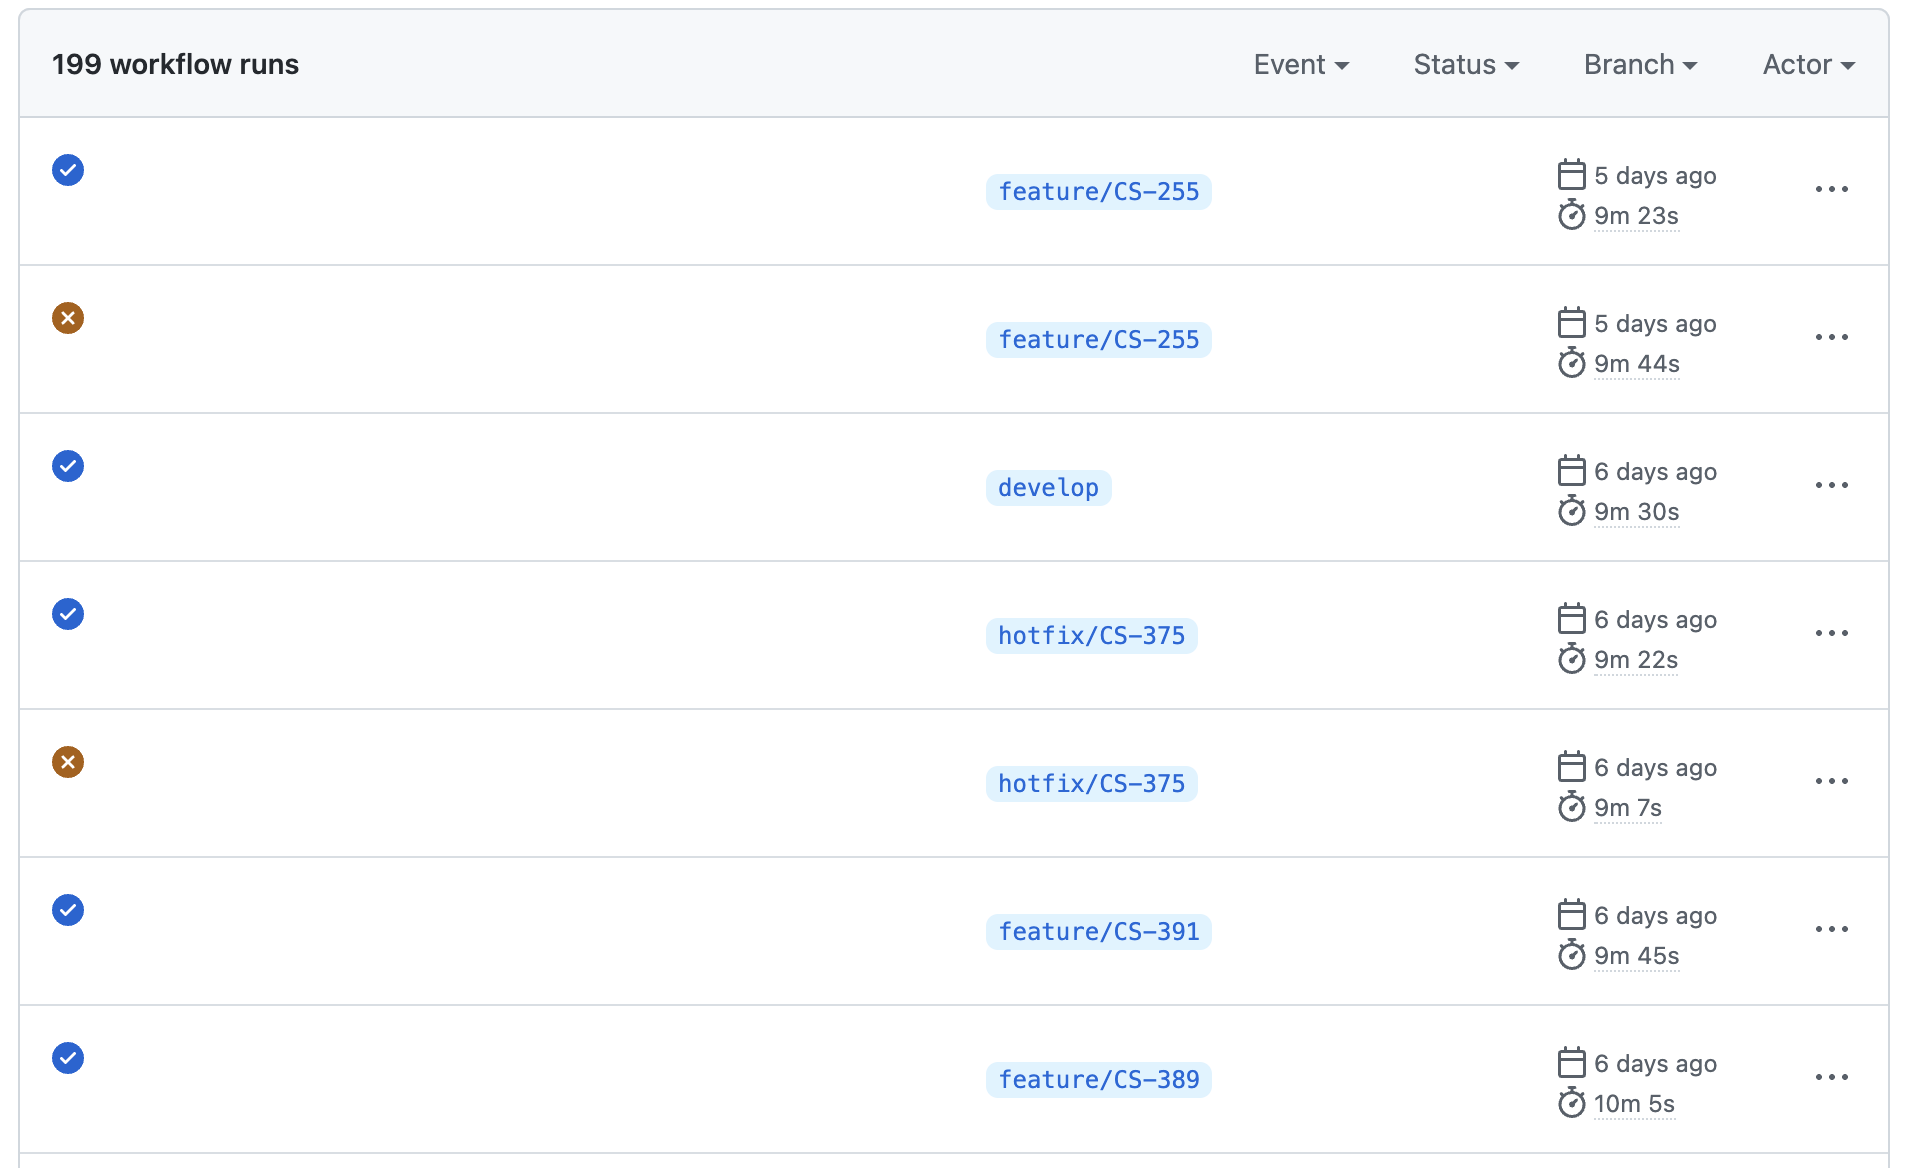 199 workflow runs Event Status Branch Actor
feature/CS-255
5 days ago
9m 23s
feature/CS-255
5 days ago
9m 44s
develop
6 days ago
9m 30s
hotfix/CS-375
6 days ago
9m 22s
hotfix/CS-375
6 days ago
9m 7s
feature/CS-391
6 days ago
9m 45s
feature/CS-389
6 days ago
10m 5s